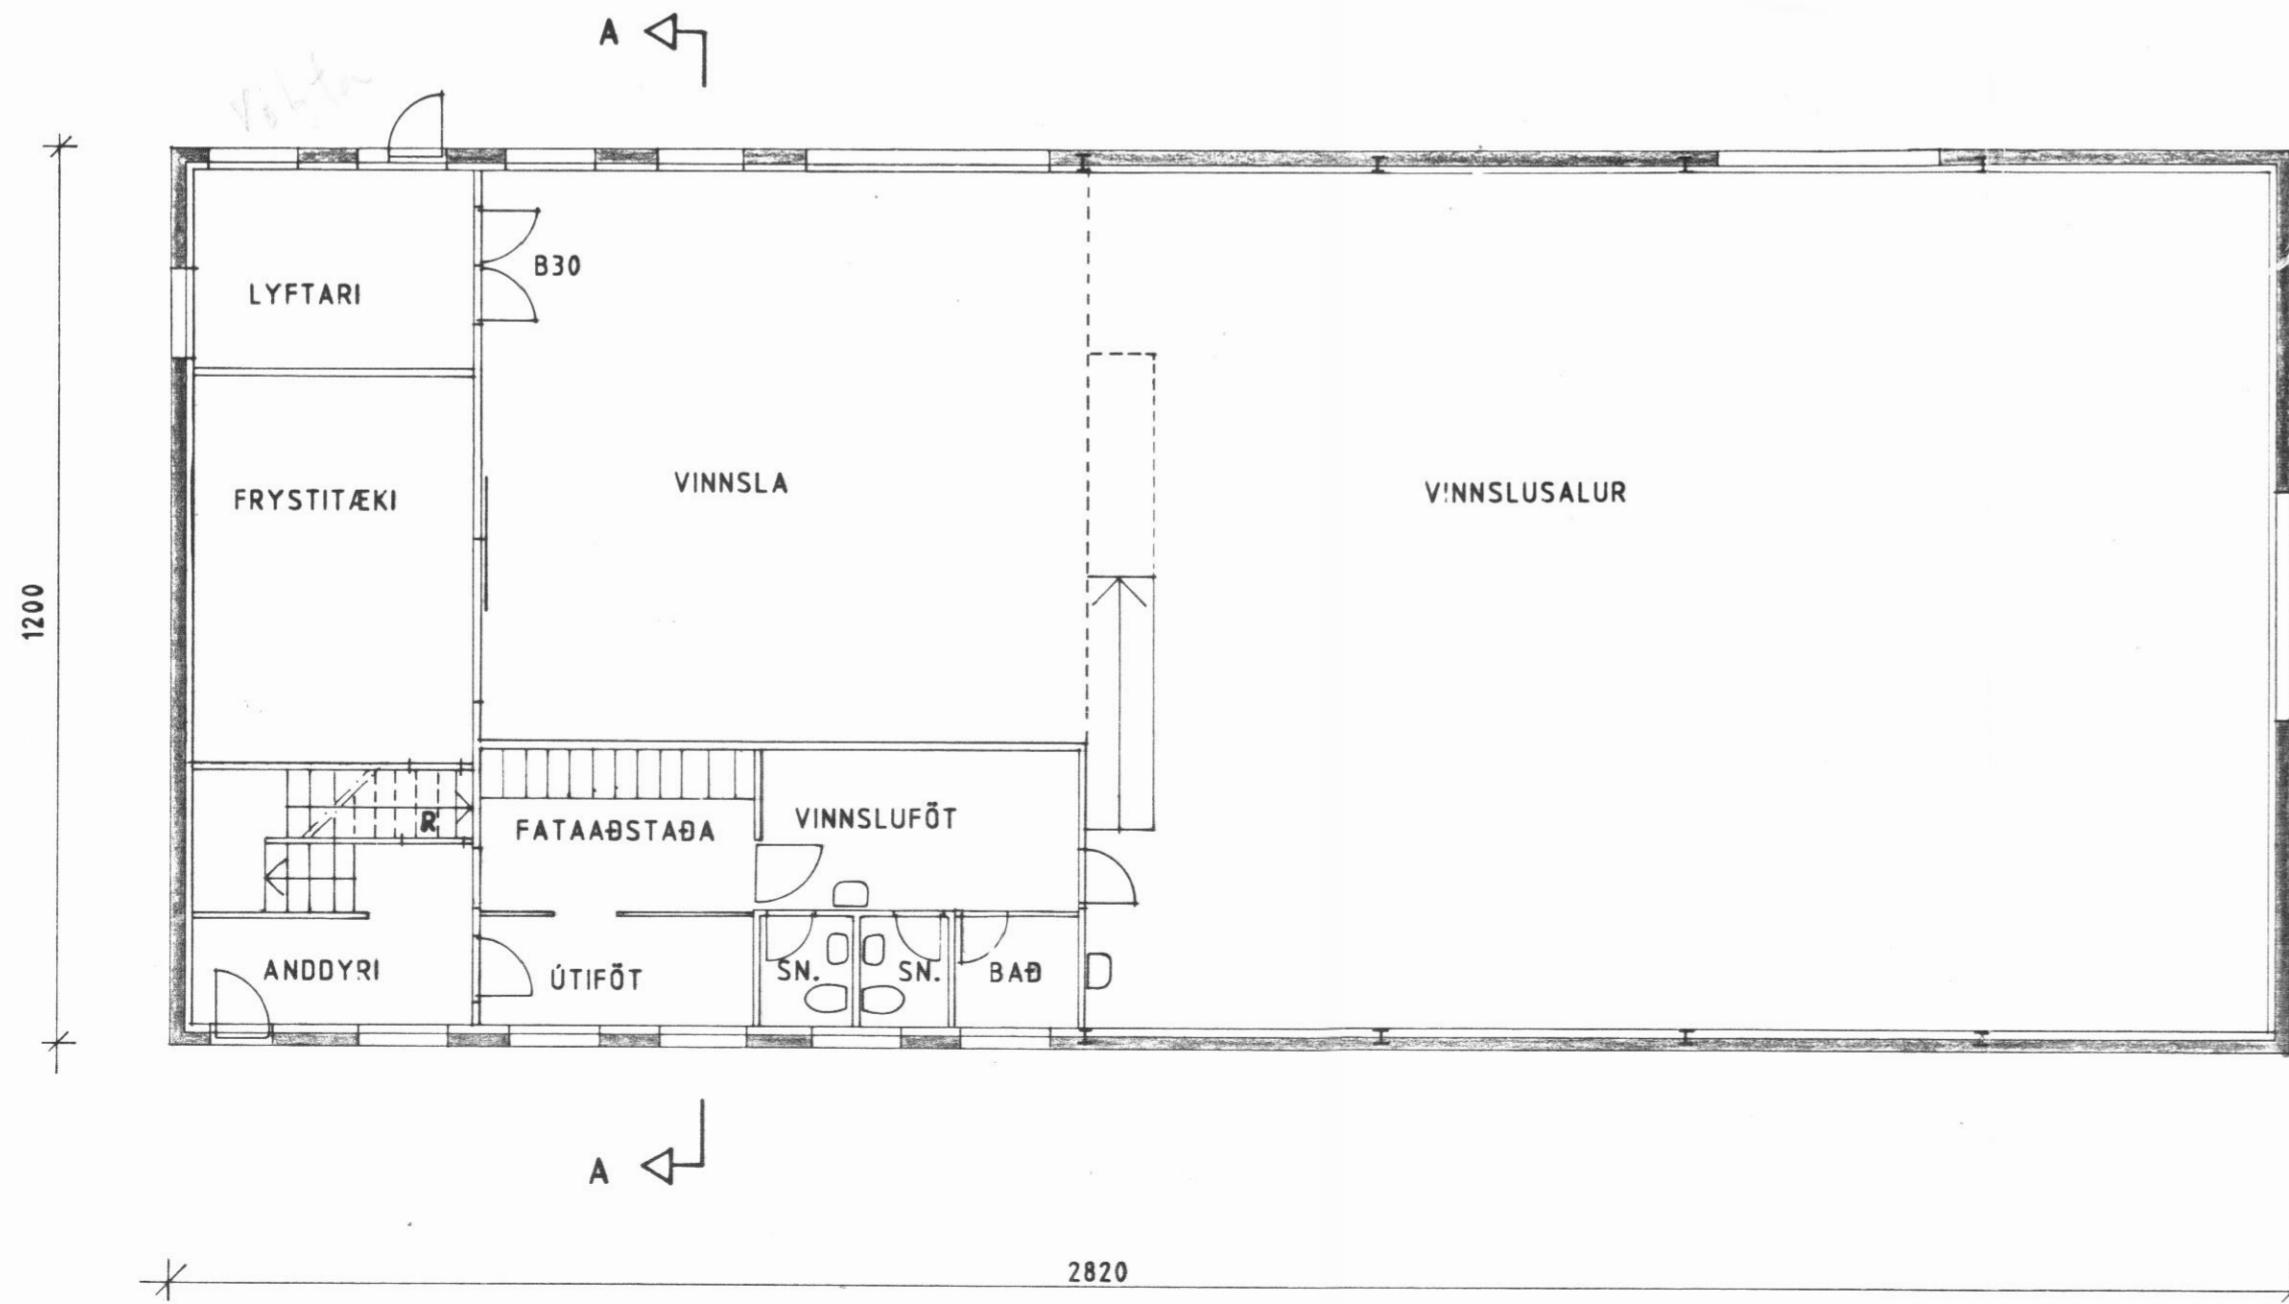 A
B30
LYFTARI
FRYSTITÆKI
VINNSLA
VINNSLUSALUR
1200
R
FATAAÐSTAÐA
VINNSLUFÖT
ANDDYRI
ÚTIFÖT
SN.
SN.
BAÐ
A
2820